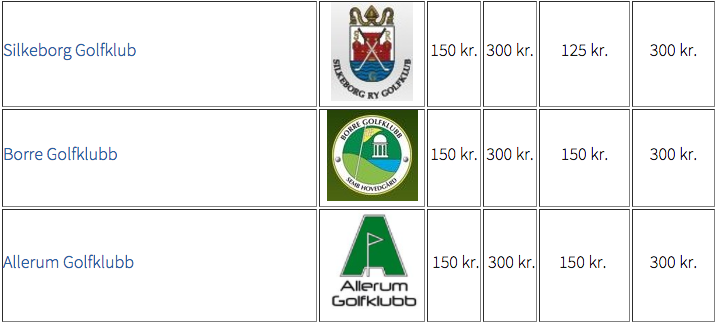 Silkeborg Golfklub
SILKEBORG RY GOLFKLUB
150 kr.
300 kr.
125 kr.
300 kr.
Borre Golfklubb
BORRE GOLFKLUBB
SEMB HOVEDGÅRD
150 kr.
300 kr.
150 kr.
300 kr.
Allerum Golfklubb
Allerum
Golfklubb
150 kr.
300 kr.
150 kr.
300 kr.